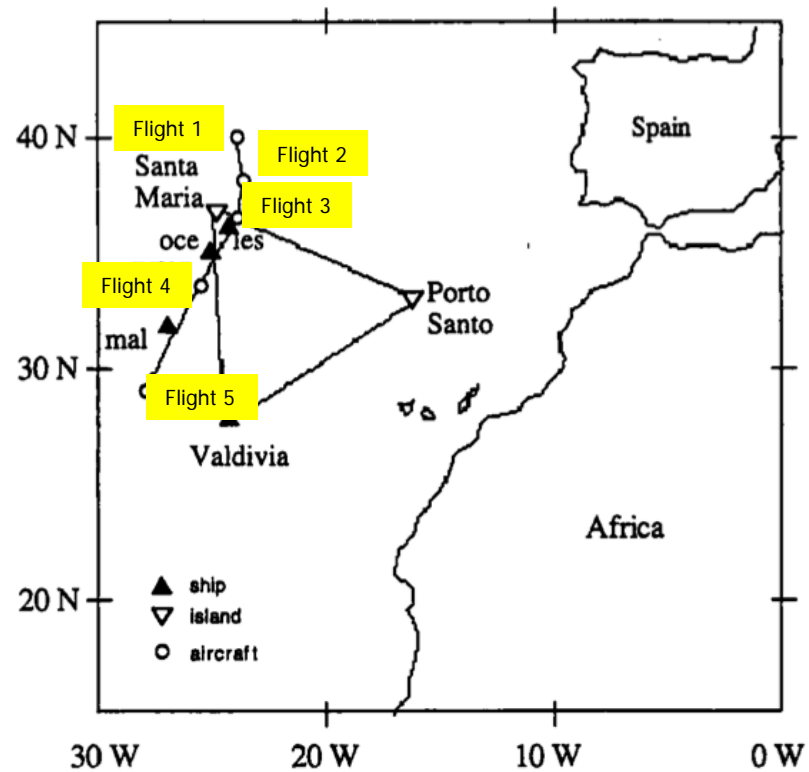 Flight 1
40 N
Flight 2
Spain
Santa
Maria
Flight 3
oce
les
Flight 4
Porto
Santo
mal
30 N
Flight 5
Valdivia
Africa
ship
20 N
island
aircraft
30 W
20 W
10 W
0 W